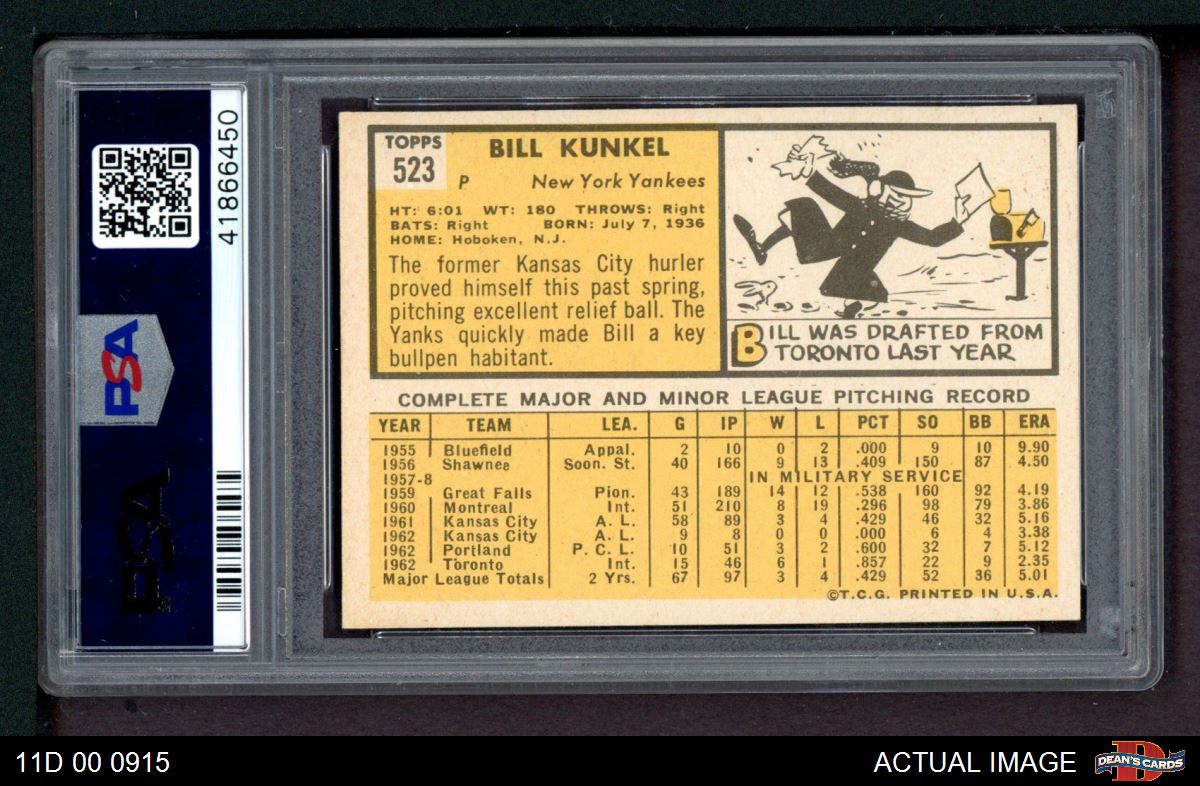 41866450
PSA
PSA
TOPPS
523
BILL KUNKEL
P New York Yankees
HT: 6:01 WT: 180 THROWS: Right
BATS: Right BORN: July 7, 1936
HOME: Hoboken, N.J.
The former Kansas City hurler
proved himself this past spring,
pitching excellent relief ball. The
Yanks quickly made Bill a key
bullpen habitant.
BILL WAS DRAFTED FROM
TORONTO LAST YEAR
COMPLETE MAJOR AND MINOR LEAGUE PITCHING RECORD
YEAR TEAM LEA. G IP W L PCT SO BB ERA
1955 Bluefield Appal. 2 10 0 2 .000 9 10 9.90
1956 Shawnee Soon. St. 40 166 9 13 .409 150 87 4.50
1957-8 IN MILITARY SERVICE
1959 Great Falls Pion. 43 189 14 12 .538 160 92 4.19
1960 Montreal Int. 51 210 8 19 .296 98 79 3.86
1961 Kansas City A. L. 58 89 3 4 .429 46 32 5.16
1962 Kansas City A. L. 9 8 0 0 .000 6 4 3.38
1962 Portland P. C. L. 10 51 3 2 .600 32 7 5.12
1962 Toronto Int. 15 46 6 1 .857 22 9 2.35
Major League Totals 2 Yrs. 67 97 3 4 .429 52 36 5.01
©T.C.G. PRINTED IN U.S.A.
11D 00 0915
ACTUAL IMAGE
DEAN'S CARDS